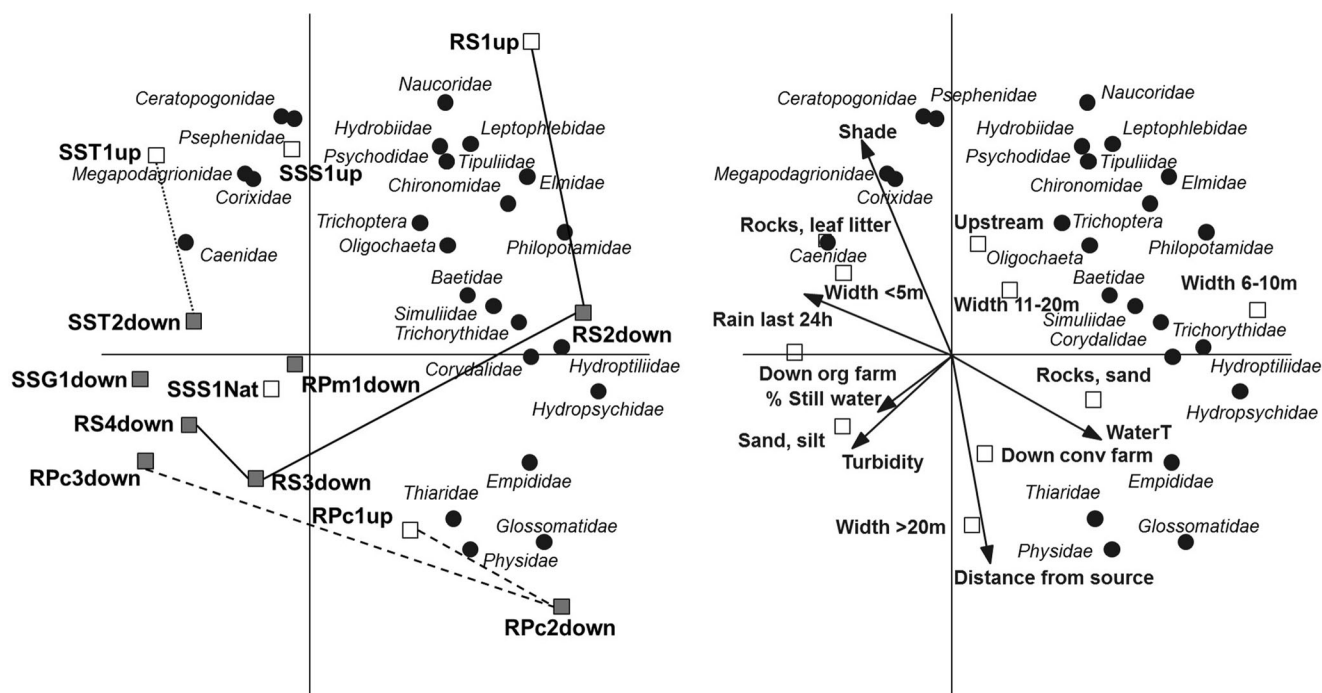 RS1up
Naucoridae
Ceratopogonidae
Hydrobiidae
Leptophlebidae
Psephenidae
SST1up
Psychodidae
Tipuliidae
Megapodagrionidae
SSS1up
Chironomidae
Elmidae
Corixidae
Trichoptera
Oligochaeta
Philopotamidae
Caenidae
Baetidae
Simuliidae
SST2down
Trichorythidae
RS2down
Corydalidae
Hydroptiliidae
SSG1down
SSS1Nat
RPm1down
Hydropsychidae
RS4down
RPc3down
RS3down
Empididae
Thiaridae
RPc1up
Glossomatidae
Physidae
RPc2down
Ceratopogonidae
Psephenidae
Naucoridae
Shade
Hydrobiidae
Leptophlebidae
Psychodidae
Tipuliidae
Megapodagrionidae
Chironomidae
Elmidae
Corixidae
Rocks, leaf litter
Upstream
Trichoptera
Caenidae
Oligochaeta
Philopotamidae
Baetidae
Width 6-10m
Width <5m
Width 11-20m
Rain last 24h
Simuliidae
Trichorythidae
Corydalidae
Down org farm
Rocks, sand
Hydroptiliidae
% Still water
Hydropsychidae
Sand, silt
WaterT
Turbidity
Down conv farm
Empididae
Thiaridae
Width >20m
Glossomatidae
Physidae
Distance from source